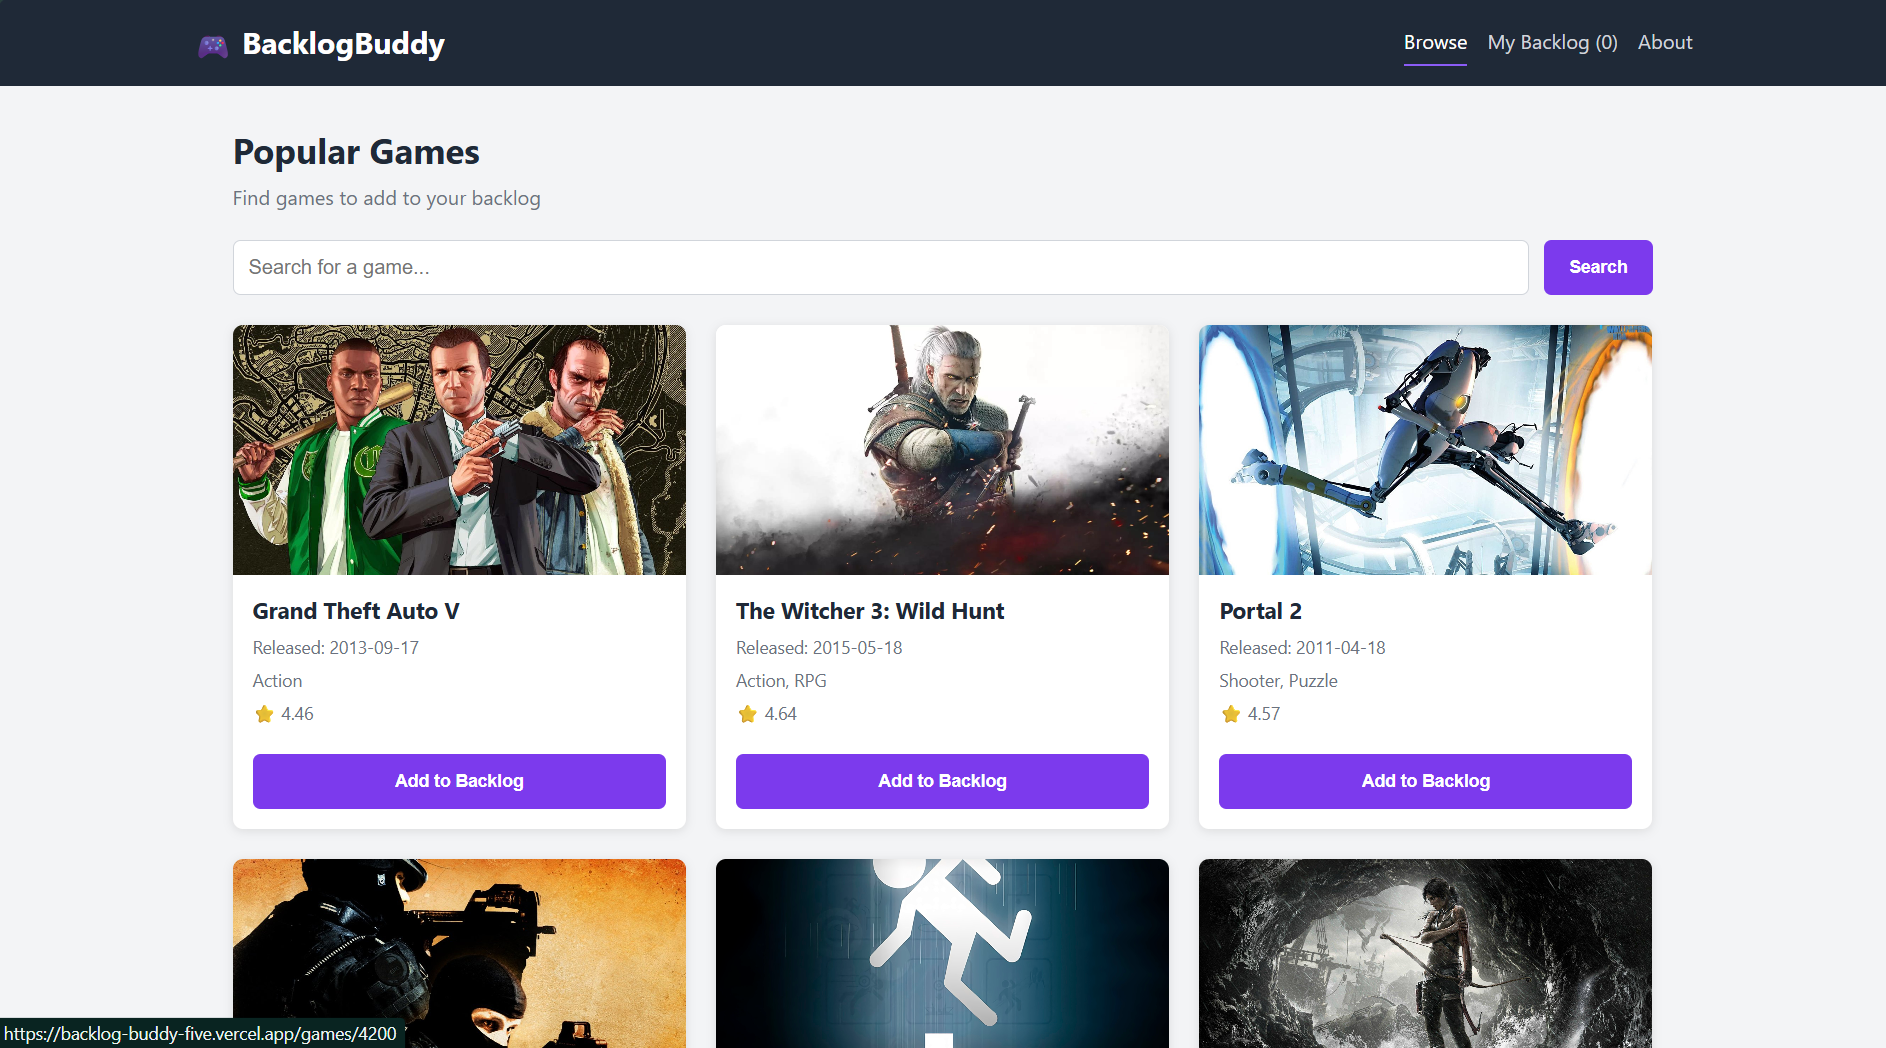 BacklogBuddy
Browse
My Backlog (0)
About
Popular Games
Find games to add to your backlog
Search for a game...
Search
Grand Theft Auto V
Released: 2013-09-17
Action
4.46
Add to Backlog
The Witcher 3: Wild Hunt
Released: 2015-05-18
Action, RPG
4.64
Add to Backlog
Portal 2
Released: 2011-04-18
Shooter, Puzzle
4.57
Add to Backlog
https://backlog-buddy-five.vercel.app/games/4200